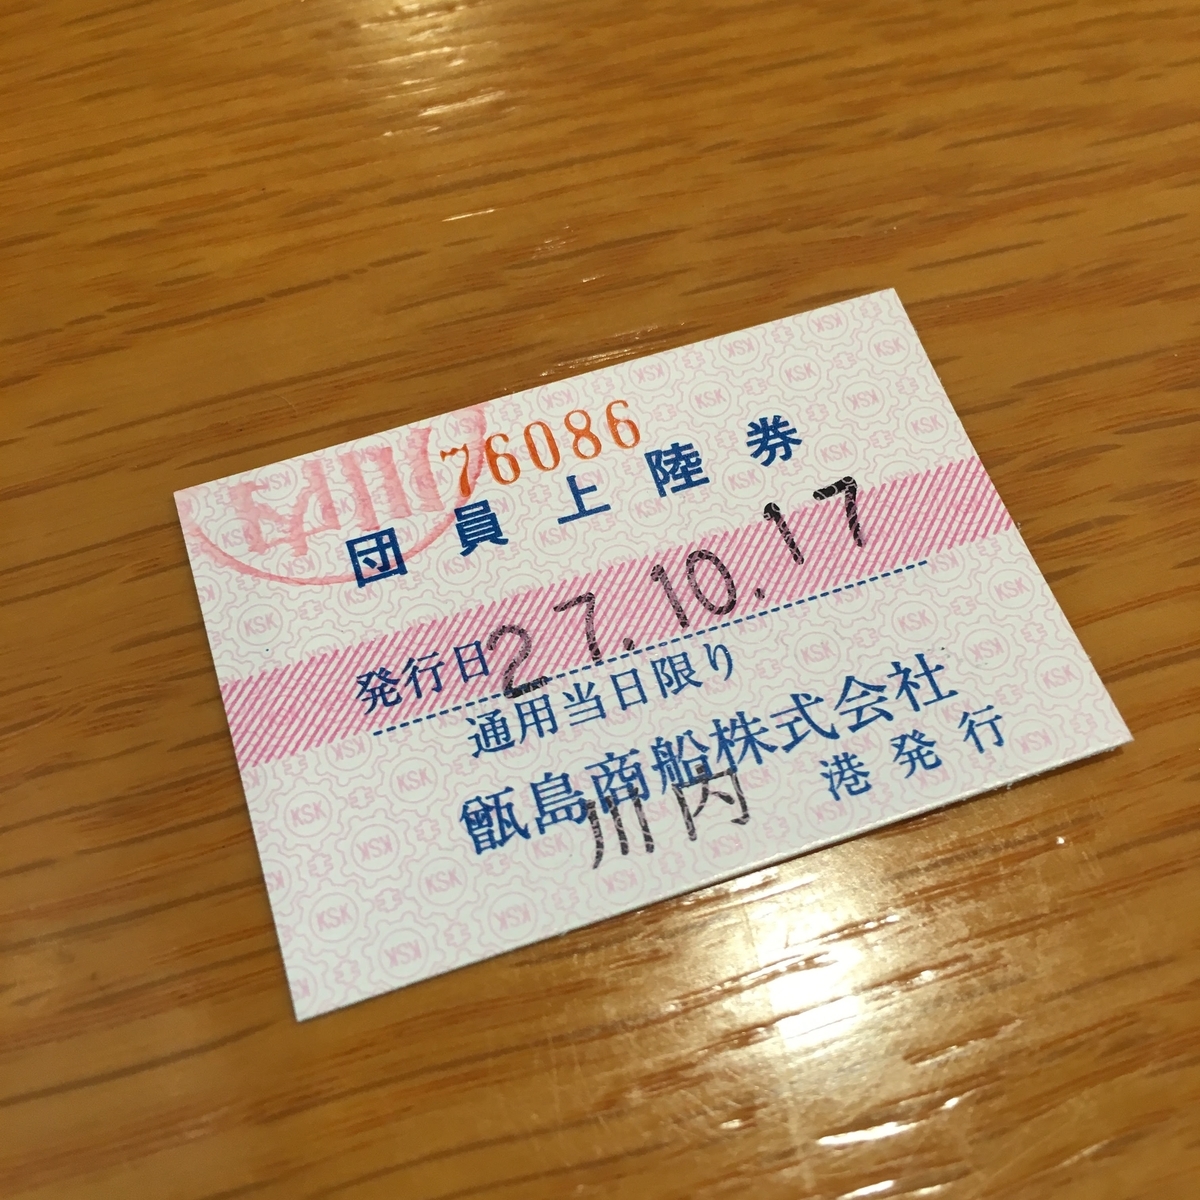 76086
団員上陸券
発行日 27.10.17
通用当日限り
甑島商船株式会社
川内 港発行
KSK